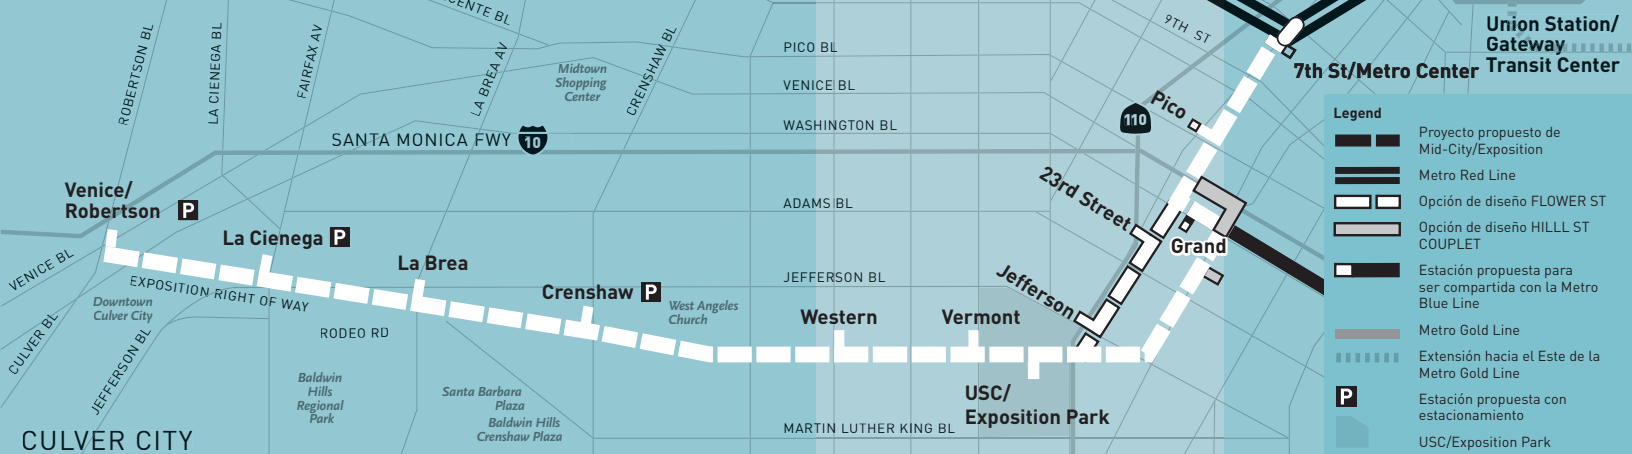 CENTE BL
9TH ST
Union Station/
Gateway
Transit Center
ROBERTSON BL
LA CIENEGA BL
FAIRFAX AV
LA BREA AV
CRENSHAW BL
PICO BL
7th St/Metro Center
Midtown
Shopping
Center
VENICE BL
Pico
110
WASHINGTON BL
SANTA MONICA FWY
10
Venice/
Robertson
P
ADAMS BL
23rd Street
Grand
La Cienega
P
La Brea
VENICE BL
EXPOSITION RIGHT OF WAY
JEFFERSON BL
Jefferson
Crenshaw
P
West Angeles
Church
Downtown
Culver City
CULVER BL
JEFFERSON BL
RODEO RD
Western
Vermont
Baldwin
Hills
Regional
Park
Santa Barbara
Plaza
Baldwin Hills
Crenshaw Plaza
USC/
Exposition Park
MARTIN LUTHER KING BL
CULVER CITY
Legend
Proyecto propuesto de
Mid-City/Exposition
Metro Red Line
Opción de diseño FLOWER ST
Opción de diseño HILLL ST
COUPLET
Estación propuesta para
ser compartida con la Metro
Blue Line
Metro Gold Line
Extensión hacia el Este de la
Metro Gold Line
P
Estación propuesta con
estacionamiento
USC/Exposition Park